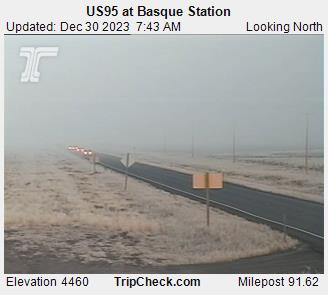 US95 at Basque Station
Updated: Dec 30 2023 7:43 AM Looking North
Elevation 4460 TripCheck.com Milepost 91.62